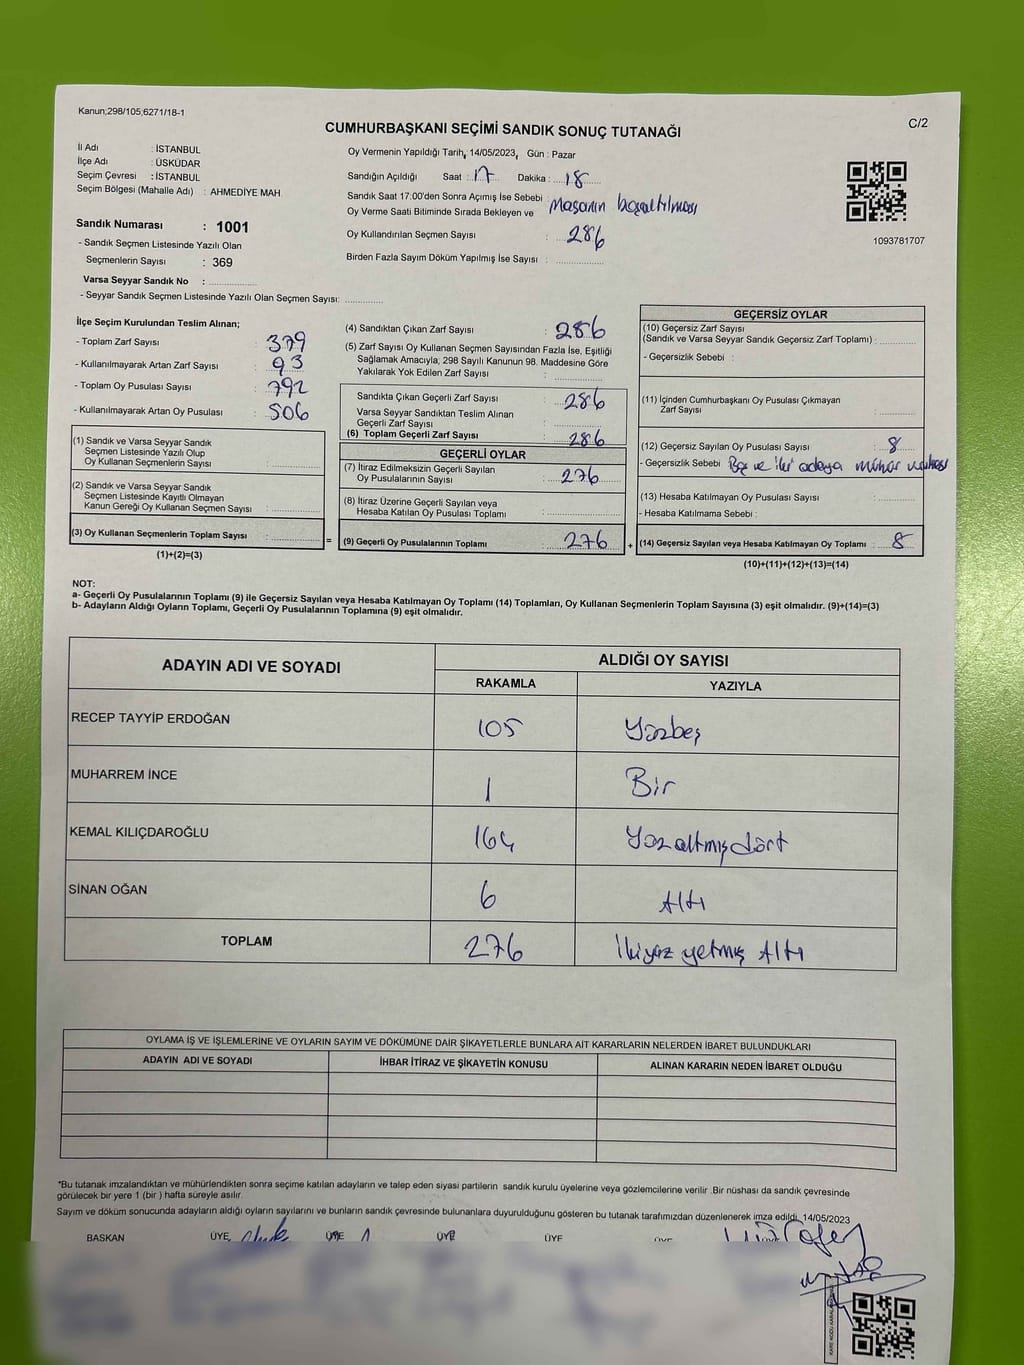 Kanun;298/105,6271/18-1
C/2
CUMHURBAŞKANI SEÇİMİ SANDIK SONUÇ TUTANAĞI
İl Adı : İSTANBUL
İlçe Adı : ÜSKÜDAR
Seçim Çevresi : İSTANBUL
Seçim Bölgesi (Mahalle Adı) : AHMEDİYE MAH.
Sandık Numarası : 1001
- Sandık Seçmen Listesinde Yazılı Olan
Seçmenlerin Sayısı : 369
Varsa Seyyar Sandık No :
- Seyyar Sandık Seçmen Listesinde Yazılı Olan Seçmen Sayısı:
Oy Vermenin Yapıldığı Tarih, 14/05/2023, Gün : Pazar
Sandığın Açıldığı Saat : 17 Dakika : 18
Sandık Saat 17:00'den Sonra Açımış İse Sebebi : Masanın boşaltılması
Oy Verme Saati Bitiminde Sırada Bekleyen ve
Oy Kullandırılan Seçmen Sayısı : 286
Birden Fazla Sayım Döküm Yapılmış İse Sayısı :
1093781707
İlçe Seçim Kurulundan Teslim Alınan;
- Toplam Zarf Sayısı : 379
- Kullanılmayarak Artan Zarf Sayısı : 93
- Toplam Oy Pusulası Sayısı : 792
- Kullanılmayarak Artan Oy Pusulası : 506
(1) Sandık ve Varsa Seyyar Sandık
Seçmen Listesinde Yazılı Olup
Oy Kullanan Seçmenlerin Sayısı :
(2) Sandık ve Varsa Seyyar Sandık
Seçmen Listesinde Kayıtlı Olmayan
Kanun Gereği Oy Kullanan Seçmen Sayısı :
(3) Oy Kullanan Seçmenlerin Toplam Sayısı : =
(1)+(2)=(3)
(4) Sandıktan Çıkan Zarf Sayısı : 286
(5) Zarf Sayısı Oy Kullanan Seçmen Sayısından Fazla İse, Eşitliği
Sağlamak Amacıyla; 298 Sayılı Kanunun 98. Maddesine Göre
Yakılarak Yok Edilen Zarf Sayısı :
Sandıkta Çıkan Geçerli Zarf Sayısı : 286
Varsa Seyyar Sandıktan Teslim Alınan
Geçerli Zarf Sayısı :
(6) Toplam Geçerli Zarf Sayısı : 286
GEÇERLİ OYLAR
(7) İtiraz Edilmeksizin Geçerli Sayılan
Oy Pusulalarının Sayısı : 276
(8) İtiraz Üzerine Geçerli Sayılan veya
Hesaba Katılan Oy Pusulası Toplamı :
(9) Geçerli Oy Pusulalarının Toplamı : 276 +
GEÇERSİZ OYLAR
(10) Geçersiz Zarf Sayısı
(Sandık ve Varsa Seyyar Sandık Geçersiz Zarf Toplamı) :
- Geçersizlik Sebebi :
(11) İçinden Cumhurbaşkanı Oy Pusulası Çıkmayan
Zarf Sayısı :
(12) Geçersiz Sayılan Oy Pusulası Sayısı : 8
- Geçersizlik Sebebi : Boş ve iki adaya mühür
(13) Hesaba Katılmayan Oy Pusulası Sayısı :
- Hesaba Katılmama Sebebi :
(14) Geçersiz Sayılan veya Hesaba Katılmayan Oy Toplamı : 8
(10)+(11)+(12)+(13)=(14)
NOT:
a- Geçerli Oy Pusulalarının Toplamı (9) ile Geçersiz Sayılan veya Hesaba Katılmayan Oy Toplamı (14) Toplamları, Oy Kullanan Seçmenlerin Toplam Sayısına (3) eşit olmalıdır. (9)+(14)=(3)
b- Adayların Aldığı Oyların Toplamı, Geçerli Oy Pusulalarının Toplamına (9) eşit olmalıdır.
ADAYIN ADI VE SOYADI ALDIĞI OY SAYISI
RAKAMLA YAZIYLA
RECEP TAYYİP ERDOĞAN 105 Yüzbeş
MUHARREM İNCE 1 Bir
KEMAL KILIÇDAROĞLU 164 Yüzaltmışdört
SİNAN OĞAN 6 Altı
TOPLAM 276 İkiyüz yetmiş Altı
OYLAMA İŞ VE İŞLEMLERİNE VE OYLARIN SAYIM VE DÖKÜMÜNE DAİR ŞİKAYETLERLE BUNLARA AİT KARARLARIN NELERDEN İBARET BULUNDUKLARI
ADAYIN ADI VE SOYADI İHBAR İTİRAZ VE ŞİKAYETİN KONUSU ALINAN KARARIN NEDEN İBARET OLDUĞU
*Bu tutanak imzalandıktan ve mühürlendikten sonra seçime katılan adayların ve talep eden siyasi partilerin sandık kurulu üyelerine veya gözlemcilerine verilir .Bir nüshası da sandık çevresinde
görülecek bir yere 1 (bir ) hafta süreyle asılır.
Sayım ve döküm sonucunda adayların aldığı oyların sayılarını ve bunların sandık çevresinde bulunanlara duyurulduğunu gösteren bu tutanak tarafımızdan düzenlenerek imza edildi. 14/05/2023
BAŞKAN ÜYE ÜYE ÜYE ÜYE